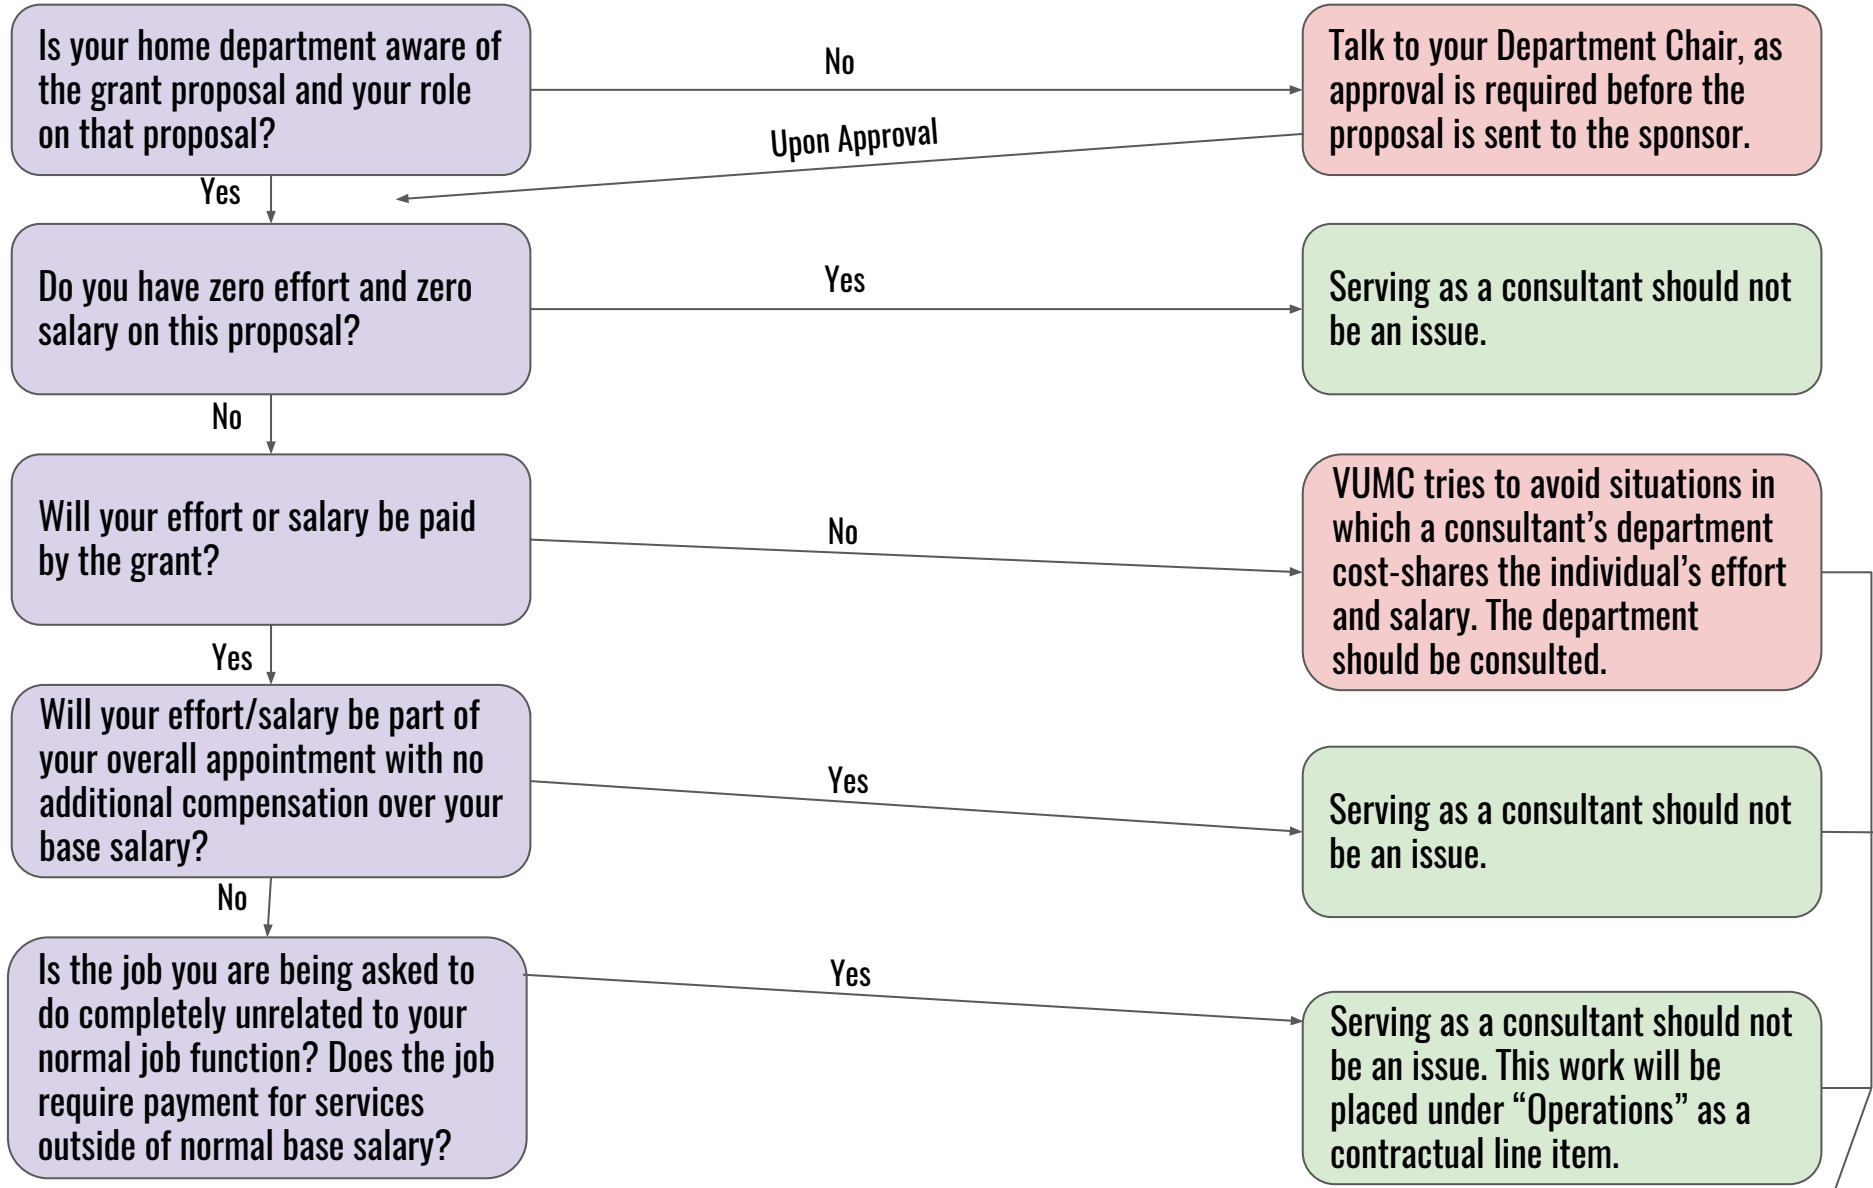 Is your home department aware of
the grant proposal and your role
on that proposal?
No
Talk to your Department Chair, as
approval is required before the
proposal is sent to the sponsor.
Upon Approval
Yes
Do you have zero effort and zero
salary on this proposal?
Yes
Serving as a consultant should not
be an issue.
No
Will your effort or salary be paid
by the grant?
No
VUMC tries to avoid situations in
which a consultant’s department
cost-shares the individual’s effort
and salary. The department
should be consulted.
Yes
Will your effort/salary be part of
your overall appointment with no
additional compensation over your
base salary?
Yes
Serving as a consultant should not
be an issue.
No
Is the job you are being asked to
do completely unrelated to your
normal job function? Does the job
require payment for services
outside of normal base salary?
Yes
Serving as a consultant should not
be an issue. This work will be
placed under “Operations” as a
contractual line item.